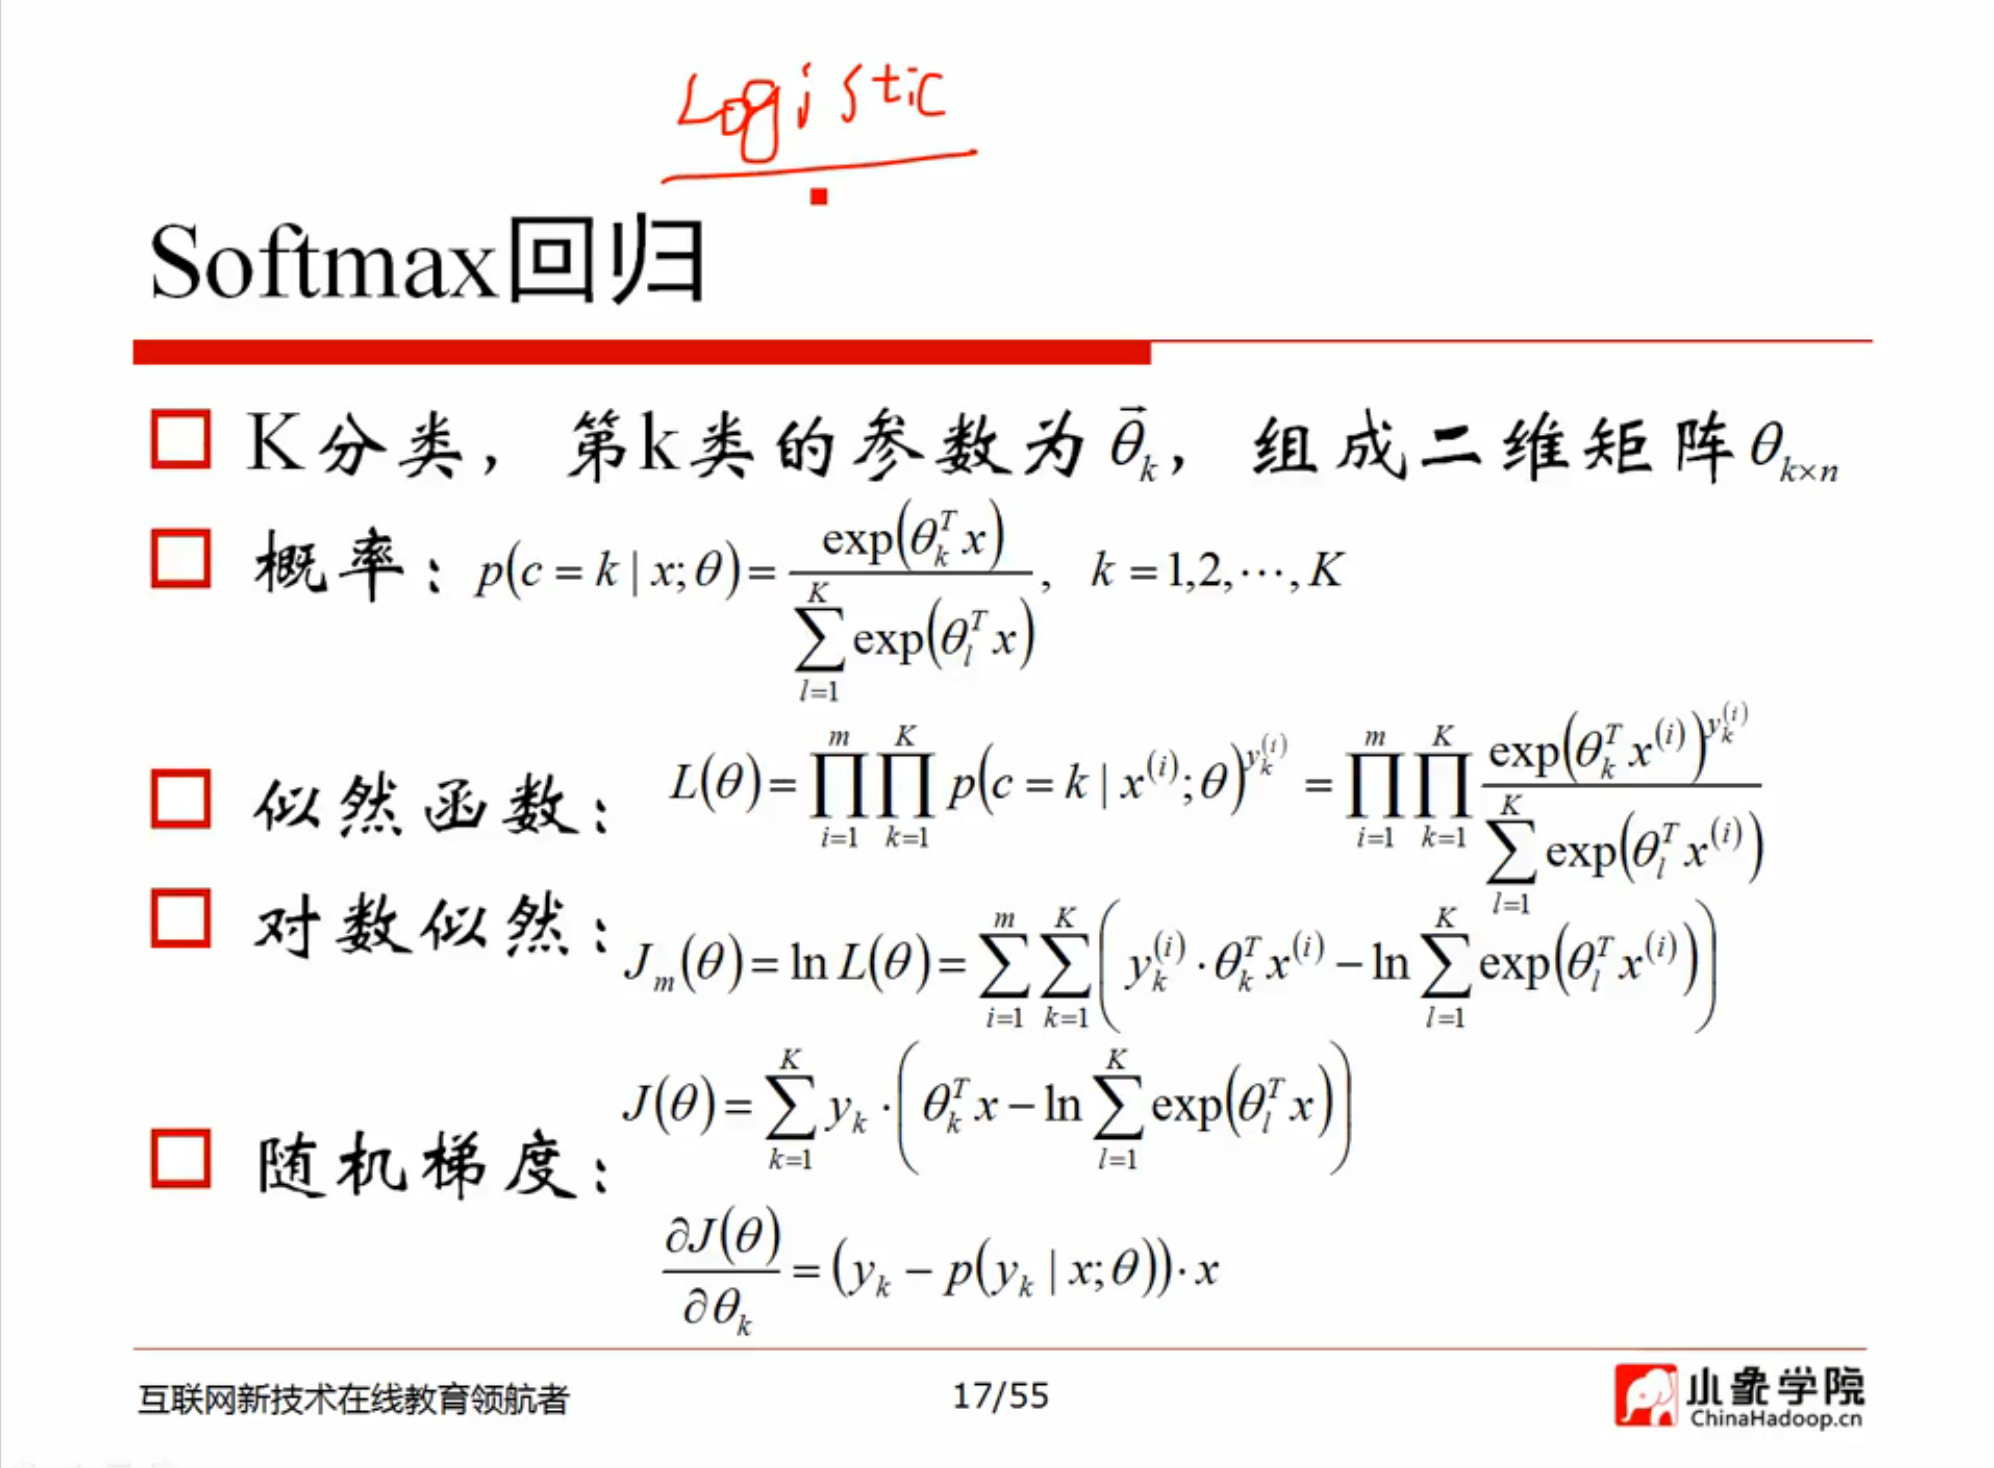 Logistic
Softmax回归
K分类，第k类的参数为 $\vec{\theta}_k$，组成二维矩阵 $\theta_{k \times n}$
概率：$p(c = k \mid x; \theta) = \frac{\exp(\theta_k^T x)}{\sum_{l=1}^{K} \exp(\theta_l^T x)}, \quad k = 1,2,\cdots,K$
似然函数：$L(\theta) = \prod_{i=1}^{m} \prod_{k=1}^{K} p(c = k \mid x^{(i)}; \theta)^{y_k^{(i)}} = \prod_{i=1}^{m} \prod_{k=1}^{K} \frac{\exp(\theta_k^T x^{(i)})^{y_k^{(i)}}}{\sum_{l=1}^{K} \exp(\theta_l^T x^{(i)})}$
对数似然：$J_m(\theta) = \ln L(\theta) = \sum_{i=1}^{m} \sum_{k=1}^{K} \left( y_k^{(i)} \cdot \theta_k^T x^{(i)} - \ln \sum_{l=1}^{K} \exp(\theta_l^T x^{(i)}) \right)$
$J(\theta) = \sum_{k=1}^{K} y_k \cdot \left( \theta_k^T x - \ln \sum_{l=1}^{K} \exp(\theta_l^T x) \right)$
随机梯度：
$\frac{\partial J(\theta)}{\partial \theta_k} = (y_k - p(y_k \mid x; \theta)) \cdot x$
互联网新技术在线教育领航者
17/55
小象学院
ChinaHadoop.cn